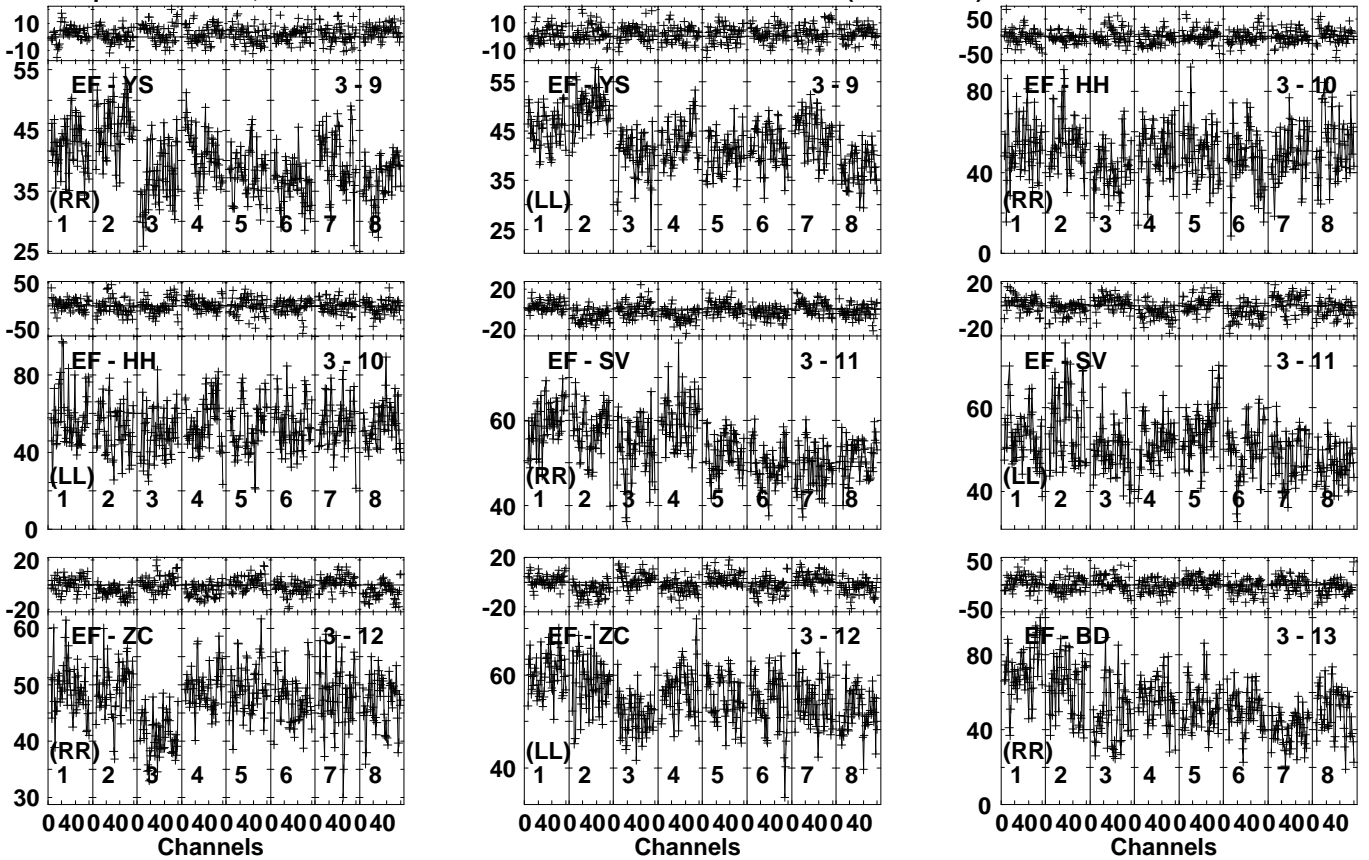 10 10 50
-10 -10 -50
55 EF - YS 3 - 9 55 EF - YS 3 - 9 80 EF - HH 3 - 10
45 45 40
35 35
(RR) (LL) (RR)
1 2 3 4 5 6 7 8 1 2 3 4 5 6 7 8 1 2 3 4 5 6 7 8
25 25 0
50 20 20
-50 -20 -20
80 EF - HH 3 - 10 EF - SV 3 - 11 EF - SV 3 - 11
60 60
40
(LL) (RR) (LL)
1 2 3 4 5 6 7 8 40 1 2 3 4 5 6 7 8 40 1 2 3 4 5 6 7 8
0
20 20 50
-20 -20 -50
60 EF - ZC 3 - 12 EF - ZC 3 - 12 EF - BD 3 - 13
50 60 80
40 40
(RR) (LL) (RR)
1 2 3 4 5 6 7 8 40 1 2 3 4 5 6 7 8 1 2 3 4 5 6 7 8
30 0
0 40 0 40 0 40 0 40 0 40 0 40 0 40 0 40 0 40 0 40 0 40 0 40 0 40 0 40 0 40 0 40 0 40 0 40 0 40 0 40 0 40 0 40 0 40 0 40
Channels Channels Channels